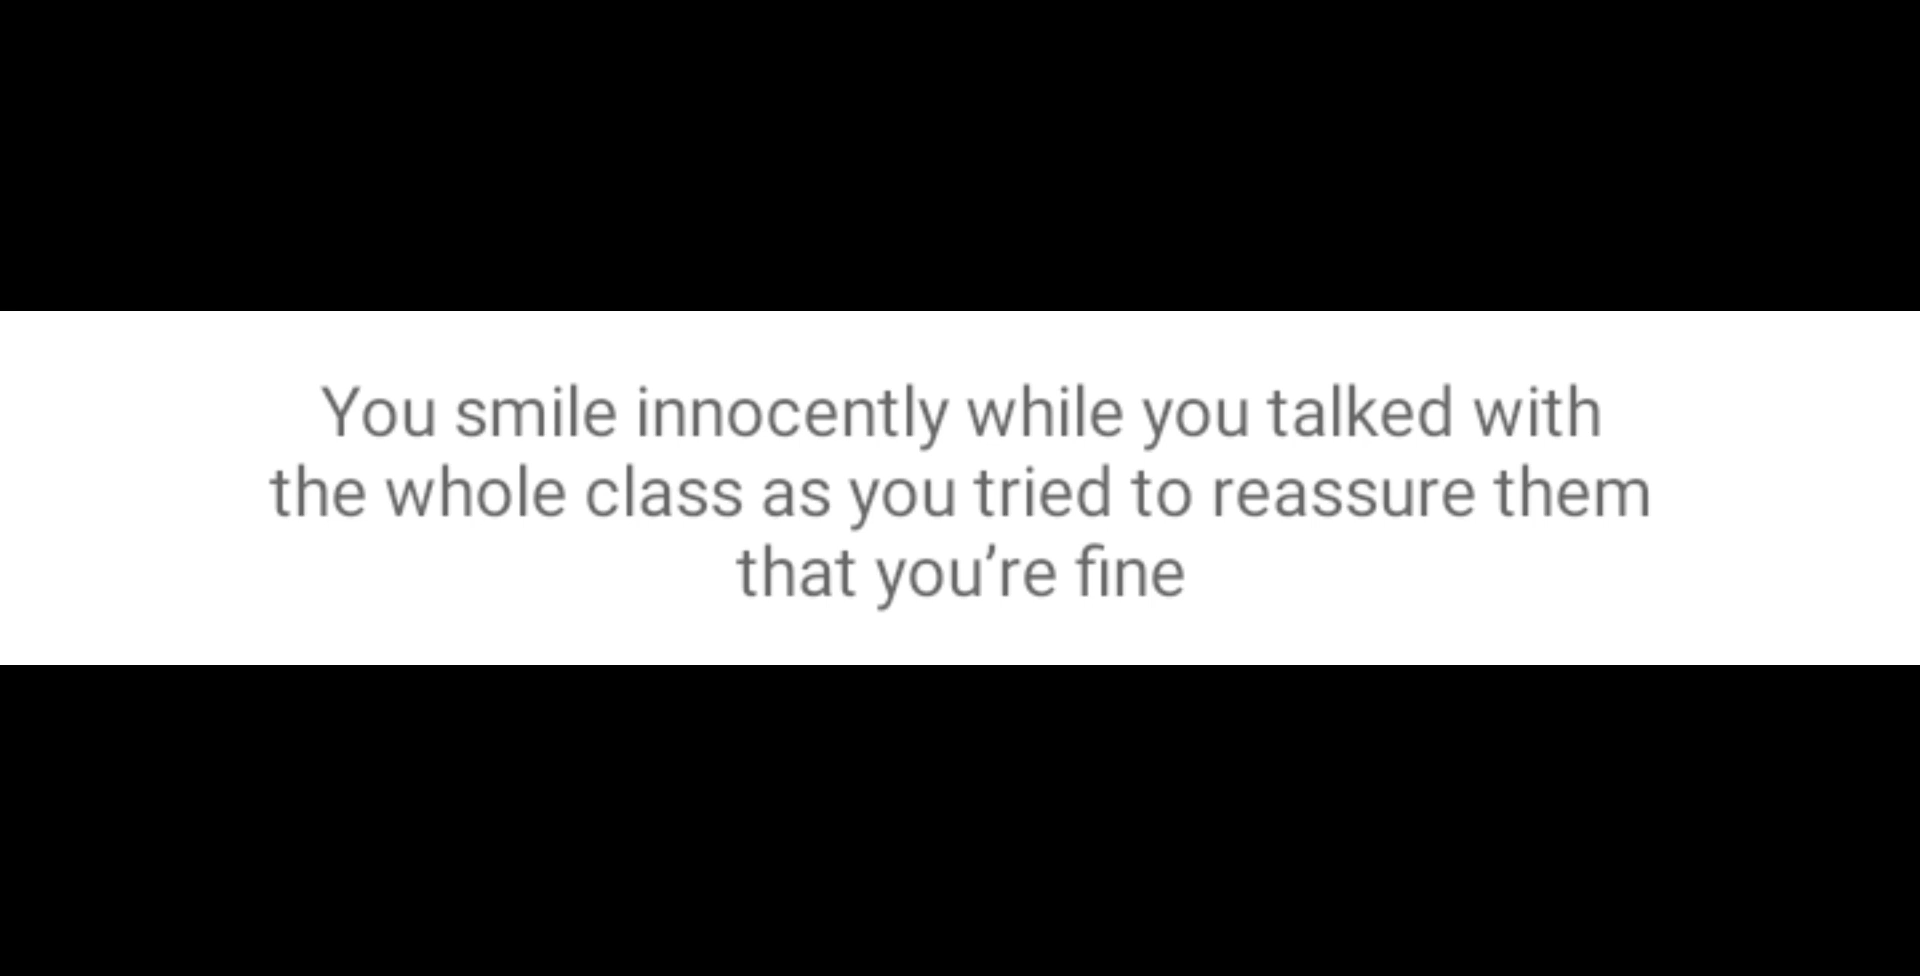 You smile innocently while you talked with
the whole class as you tried to reassure them
that you’re fine